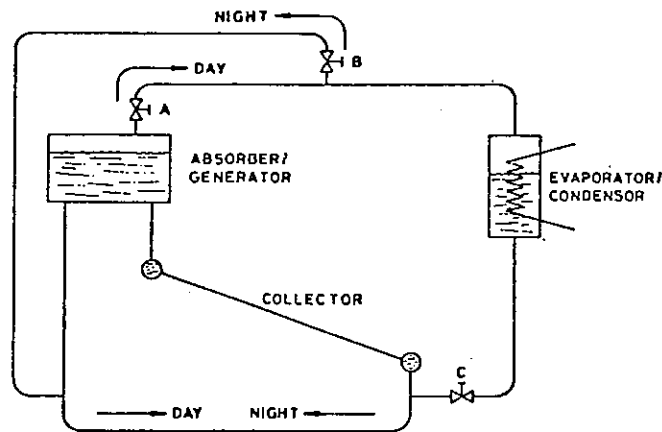 NIGHT
B
DAY
A
ABSORBER/
GENERATOR
EVAPORATOR/
CONDENSOR
COLLECTOR
C
DAY
NIGHT